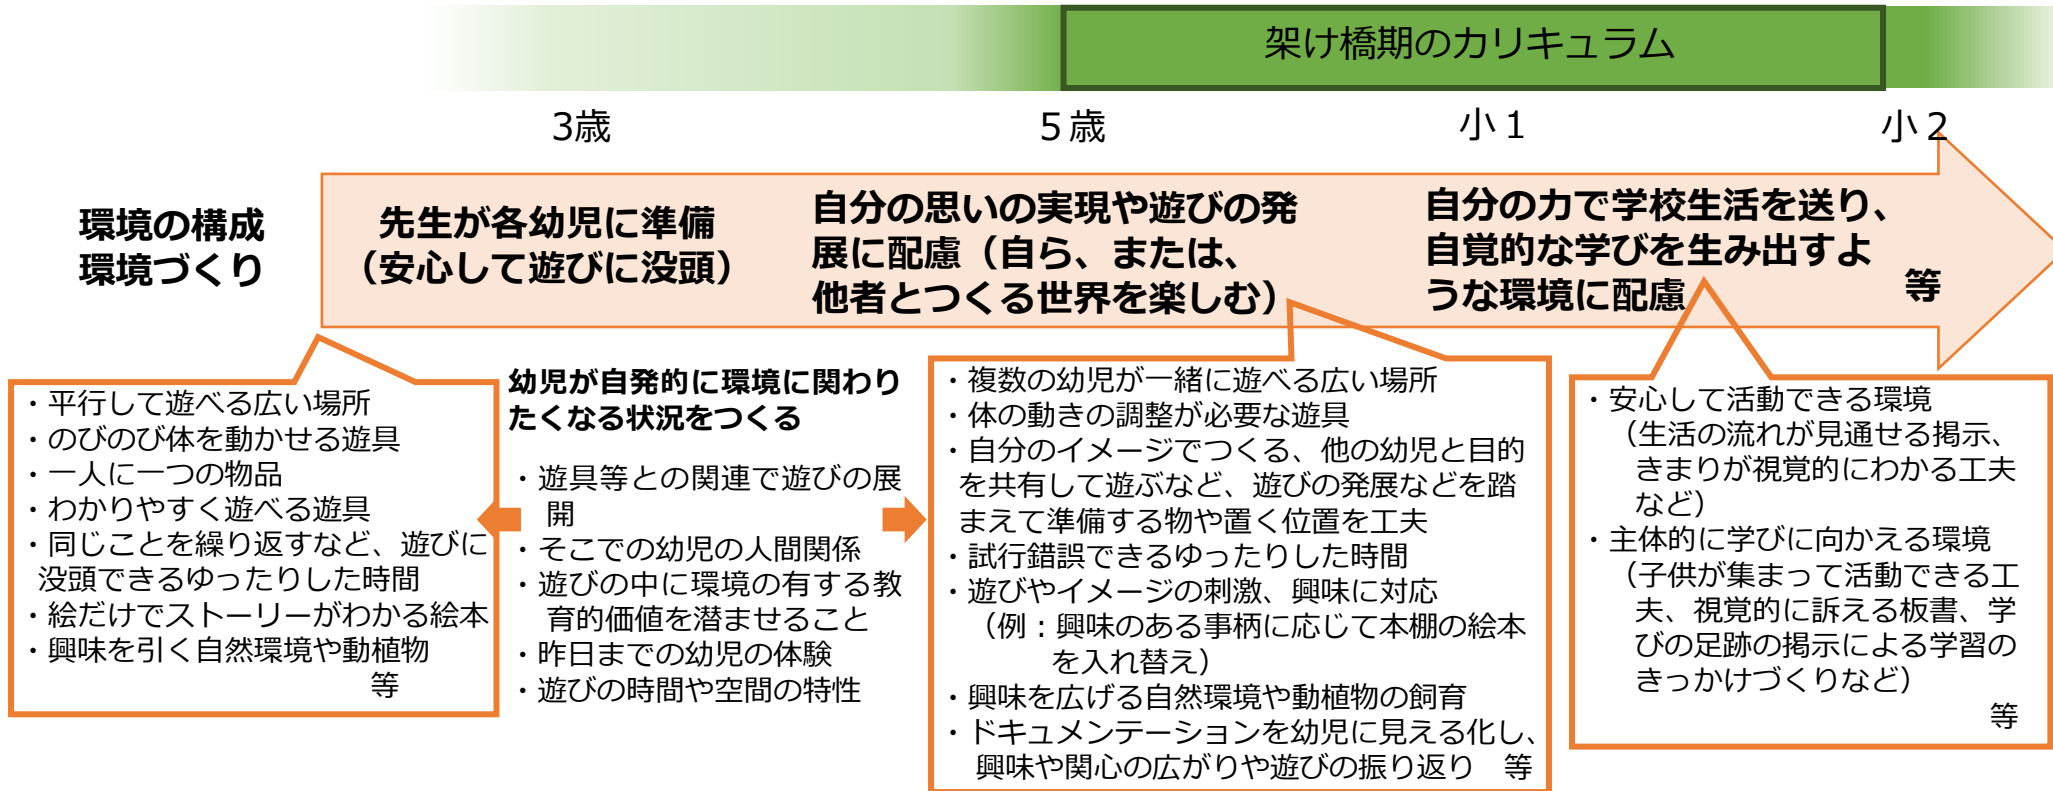 架け橋期のカリキュラム
3歳
５歳
小１
小２
環境の構成
環境づくり
先生が各幼児に準備
（安心して遊びに没頭）
自分の思いの実現や遊びの発
展に配慮（自ら、または、
他者とつくる世界を楽しむ）
自分の力で学校生活を送り、
自覚的な学びを生み出すよ
うな環境に配慮
等
・平行して遊べる広い場所
・のびのび体を動かせる遊具
・一人に一つの物品
・わかりやすく遊べる遊具
・同じことを繰り返すなど、遊びに
没頭できるゆったりした時間
・絵だけでストーリーがわかる絵本
・興味を引く自然環境や動植物
等
幼児が自発的に環境に関わり
たくなる状況をつくる
・遊具等との関連で遊びの展
開
・そこでの幼児の人間関係
・遊びの中に環境の有する教
育的価値を潜ませること
・昨日までの幼児の体験
・遊びの時間や空間の特性
・複数の幼児が一緒に遊べる広い場所
・体の動きの調整が必要な遊具
・自分のイメージでつくる、他の幼児と目的
を共有して遊ぶなど、遊びの発展などを踏
まえて準備する物や置く位置を工夫
・試行錯誤できるゆったりした時間
・遊びやイメージの刺激、興味に対応
（例：興味のある事柄に応じて本棚の絵本
を入れ替え）
・興味を広げる自然環境や動植物の飼育
・ドキュメンテーションを幼児に見える化し、
興味や関心の広がりや遊びの振り返り　等
・安心して活動できる環境
（生活の流れが見通せる掲示、
きまりが視覚的にわかる工夫
など）
・主体的に学びに向かえる環境
（子供が集まって活動できる工
夫、視覚的に訴える板書、学
びの足跡の掲示による学習の
きっかけづくりなど）
等